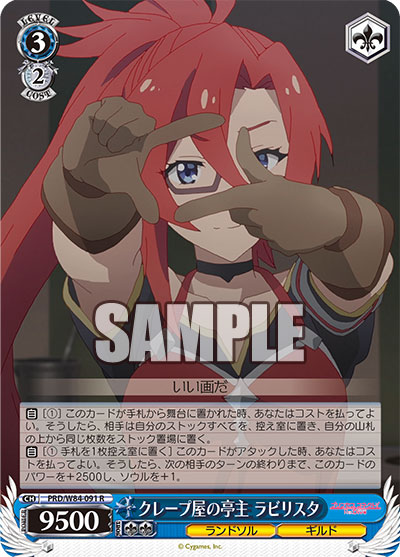 LEVEL
3
2
COST
SAMPLE
いい画だ
自 [①] このカードが手札から舞台に置かれた時、あなたはコストを払ってよ
い。そうしたら、相手は自分のストックすべてを、控え室に置き、自分の山札
の上から同じ枚数をストック置場に置く。
自 [① 手札を1枚控え室に置く] このカードがアタックした時、あなたはコ
ストを払ってよい。そうしたら、次の相手のターンの終わりまで、このカード
のパワーを+2500し、ソウルを+1。
CH PRD/W84-091 R
POWER
9500
クレープ屋の亭主 ラビリスタ
ランドソル
ギルド
© Cygames, Inc.